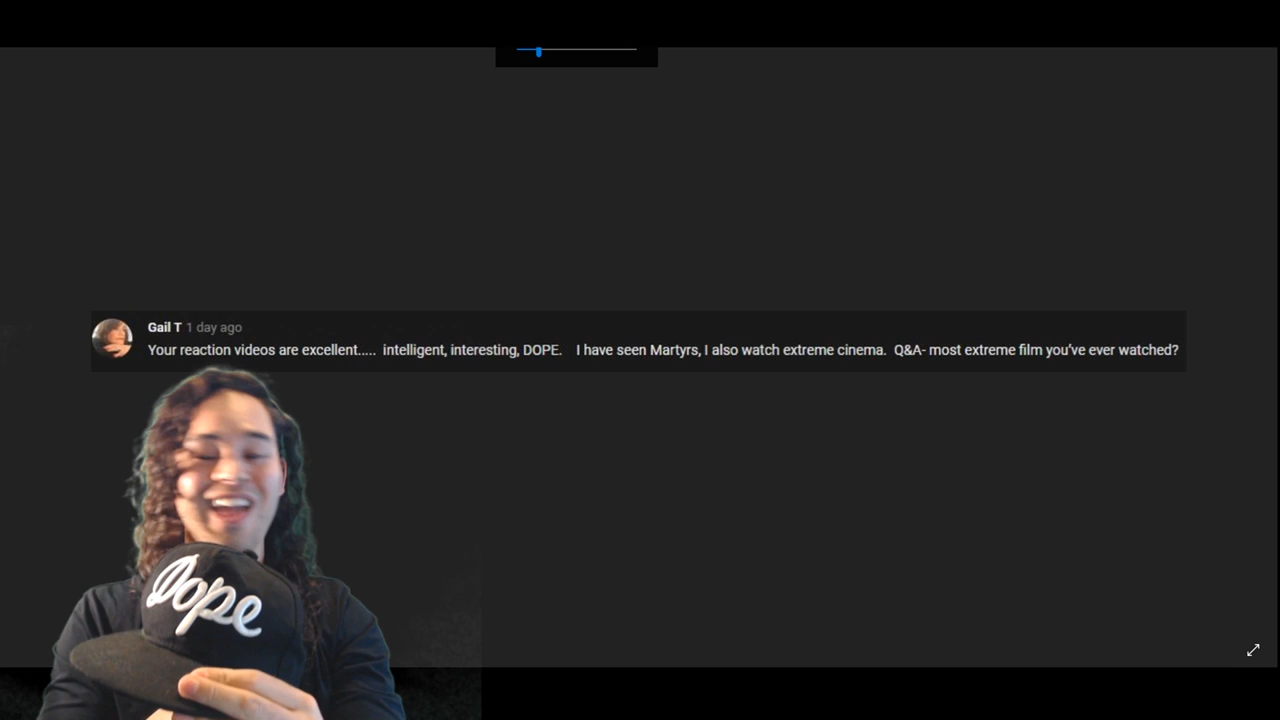 Gail T 1 day ago
Your reaction videos are excellent..... intelligent, interesting, DOPE. I have seen Martyrs, I also watch extreme cinema. Q&A- most extreme film you've ever watched?
Dope